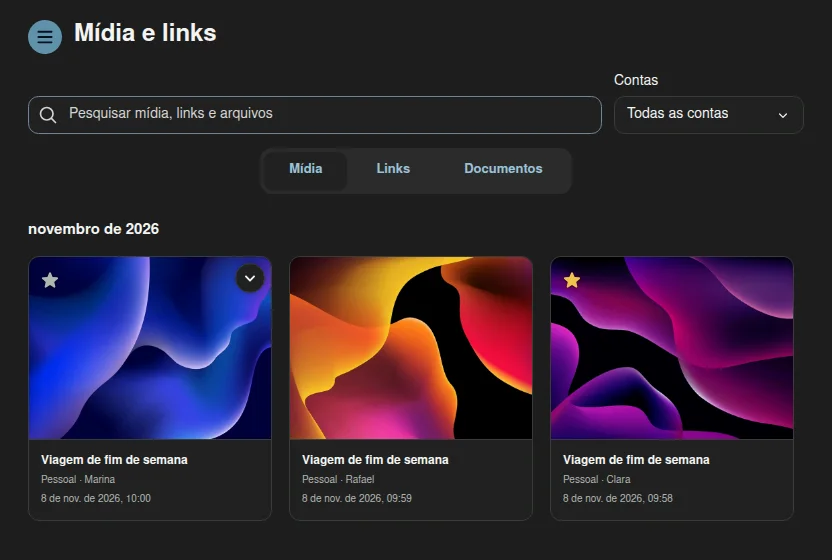 Mídia e links
Contas
Pesquisar mídia, links e arquivos
Todas as contas
Mídia
Links
Documentos
novembro de 2026
Viagem de fim de semana
Pessoal · Marina
8 de nov. de 2026, 10:00
Viagem de fim de semana
Pessoal · Rafael
8 de nov. de 2026, 09:59
Viagem de fim de semana
Pessoal · Clara
8 de nov. de 2026, 09:58